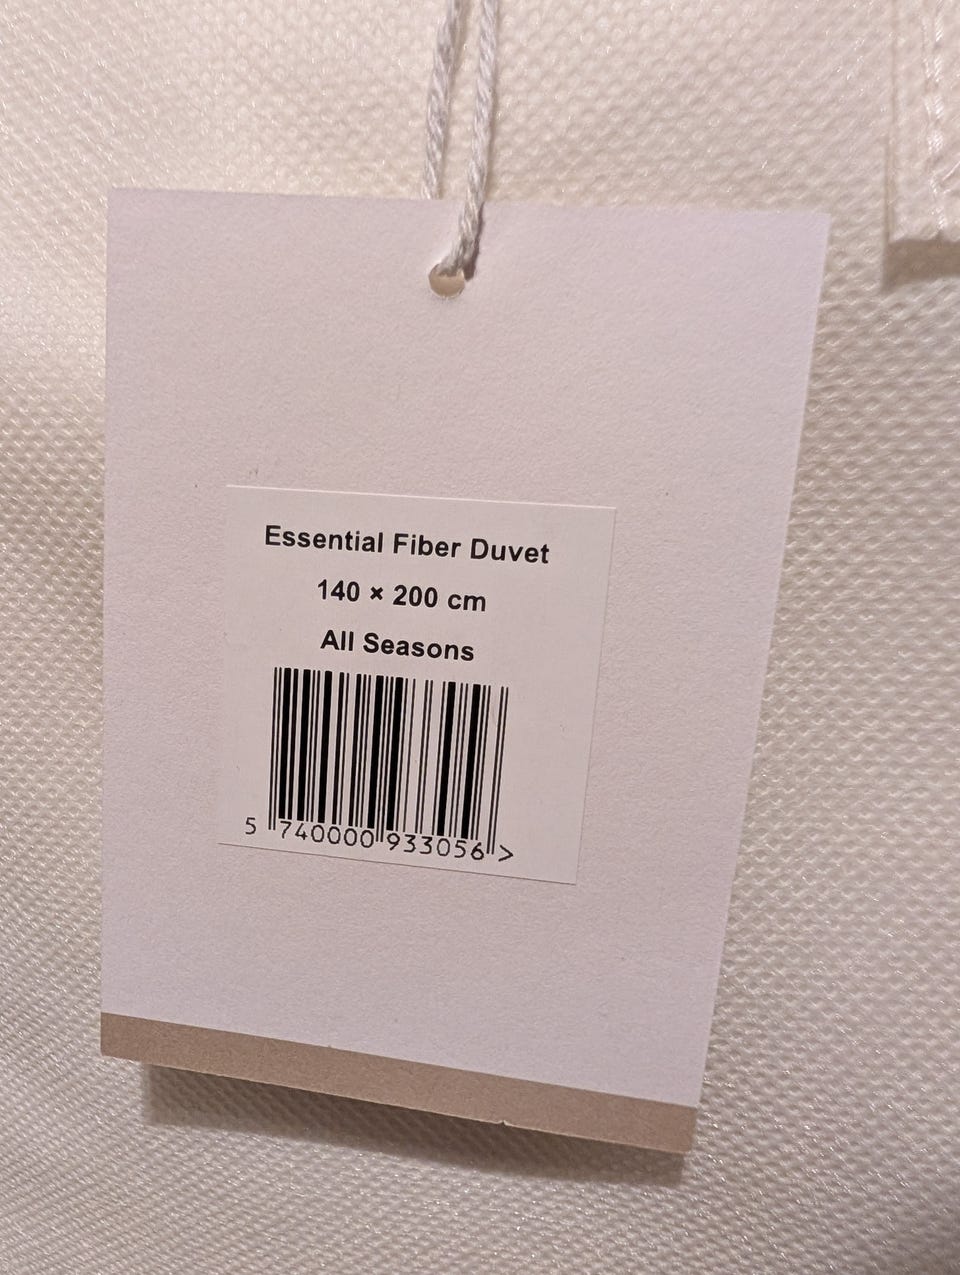 Essential Fiber Duvet
140 × 200 cm
All Seasons
5 740000 933056 >